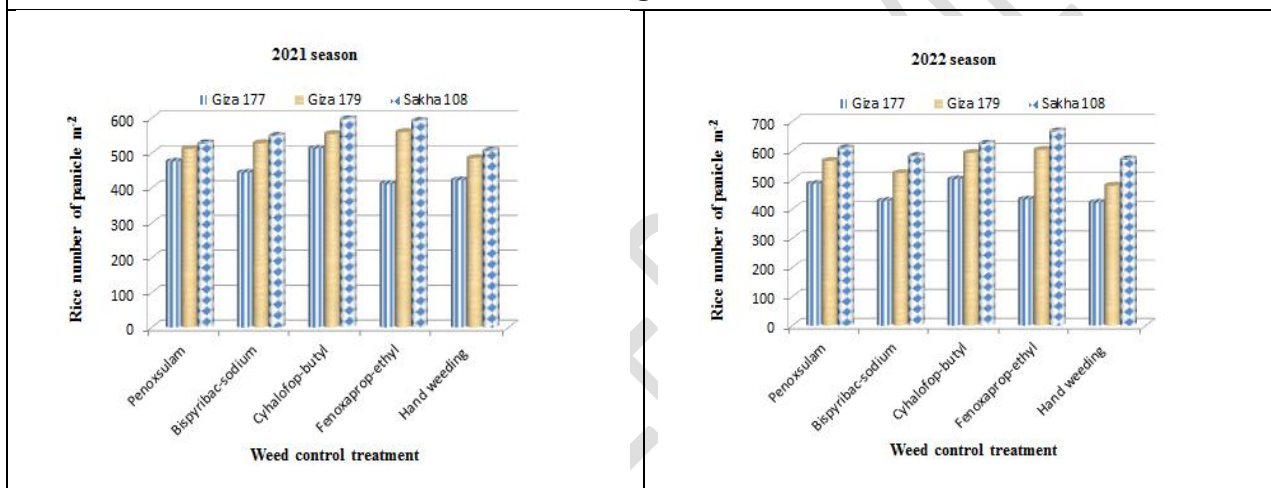 2021 season
Giza 177 Giza 179 Sakha 108
600
500
400
300
200
100
0
Rice number of panicle m-2
Penoxsulam
Bispyribac-sodium
Cyhalofop-butyl
Fenoxaprop-ethyl
Hand weeding
Weed control treatment
2022 season
Giza 177 Giza 179 Sakha 108
700
600
500
400
300
200
100
0
Rice number of panicle m-2
Penoxsulam
Bispyribac-sodium
Cyhalofop-butyl
Fenoxaprop-ethyl
Hand weeding
Weed control treatment